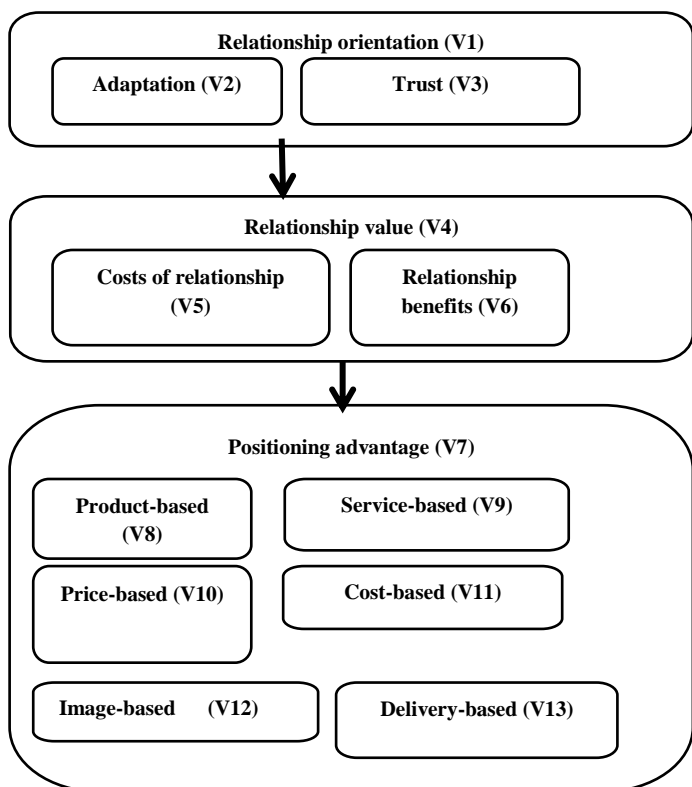 Relationship orientation (V1)
Adaptation (V2)
Trust (V3)
Relationship value (V4)
Costs of relationship
(V5)
Relationship
benefits (V6)
Positioning advantage (V7)
Product-based
(V8)
Service-based (V9)
Price-based (V10)
Cost-based (V11)
Image-based (V12)
Delivery-based (V13)